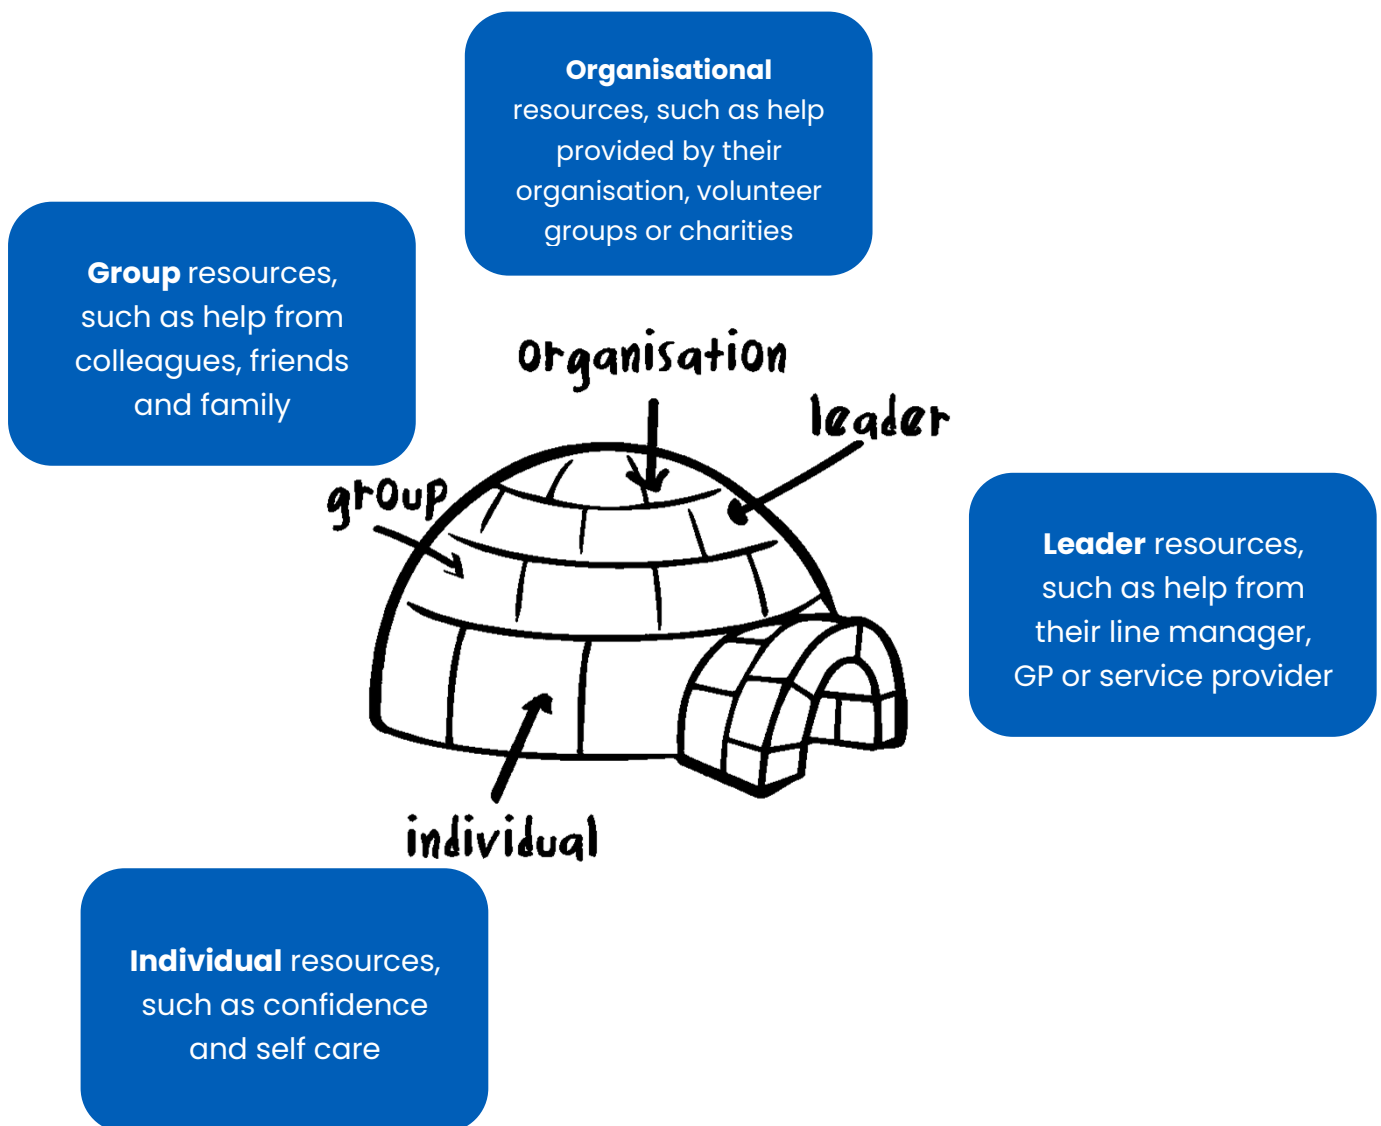 Organisational
resources, such as help
provided by their
organisation, volunteer
groups or charities
Group resources,
such as help from
colleagues, friends
and family
organisation
leader
group
Leader resources,
such as help from
their line manager,
GP or service provider
individual
Individual resources,
such as confidence
and self care